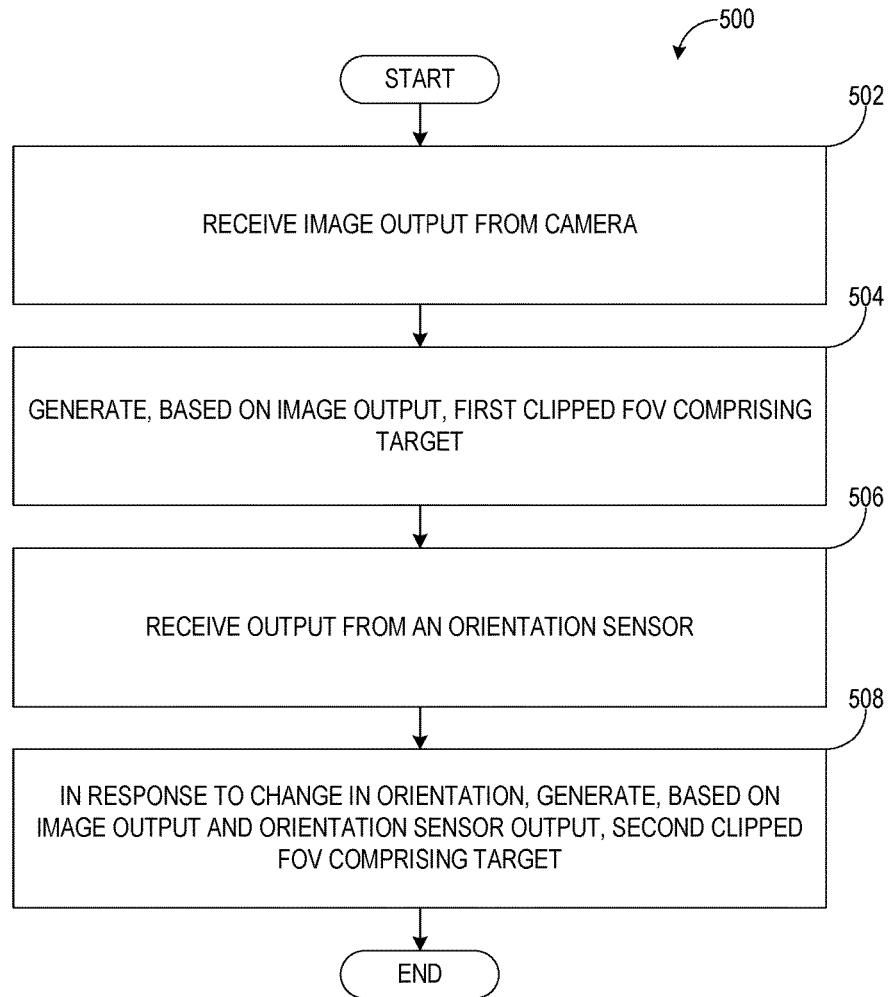 500
START
502
RECEIVE IMAGE OUTPUT FROM CAMERA
504
GENERATE, BASED ON IMAGE OUTPUT, FIRST CLIPPED FOV COMPRISING
TARGET
506
RECEIVE OUTPUT FROM AN ORIENTATION SENSOR
508
IN RESPONSE TO CHANGE IN ORIENTATION, GENERATE, BASED ON
IMAGE OUTPUT AND ORIENTATION SENSOR OUTPUT, SECOND CLIPPED
FOV COMPRISING TARGET
END